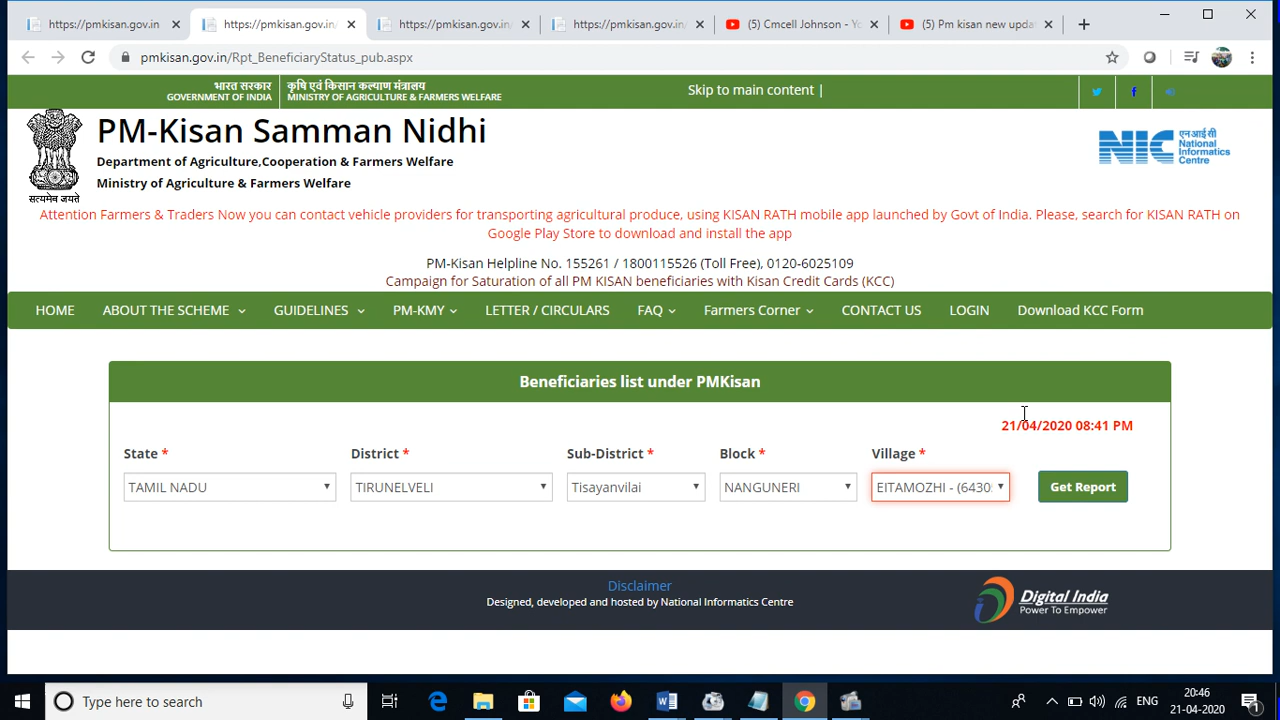 https://pmkisan.gov.in/
https://pmkisan.gov.in/
https://pmkisan.gov.in/
https://pmkisan.gov.in/
(5) Cmcell Johnson - Yo
(5) Pm kisan new upda
pmkisan.gov.in/Rpt_BeneficiaryStatus_pub.aspx
भारत सरकार
GOVERNMENT OF INDIA
कृषि एवं किसान कल्याण मंत्रालय
MINISTRY OF AGRICULTURE & FARMERS WELFARE
Skip to main content |
सत्यमेव जयते
PM-Kisan Samman Nidhi
Department of Agriculture,Cooperation & Farmers Welfare
Ministry of Agriculture & Farmers Welfare
NIC
एनआईसी
National
Informatics
Centre
Attention Farmers & Traders Now you can contact vehicle providers for transporting agricultural produce, using KISAN RATH mobile app launched by Govt of India. Please, search for KISAN RATH on
Google Play Store to download and install the app
PM-Kisan Helpline No. 155261 / 1800115526 (Toll Free), 0120-6025109
Campaign for Saturation of all PM KISAN beneficiaries with Kisan Credit Cards (KCC)
HOME ABOUT THE SCHEME GUIDELINES PM-KMY LETTER / CIRCULARS FAQ Farmers Corner CONTACT US LOGIN Download KCC Form
Beneficiaries list under PMKisan
21/04/2020 08:41 PM
State * District * Sub-District * Block * Village *
TAMIL NADU TIRUNELVELI Tisayanvilai NANGUNERI EITAMOZHI - (6430 Get Report
Disclaimer
Designed, developed and hosted by National Informatics Centre
Digital India
Power To Empower
Type here to search
ENG
20:46
21-04-2020
1